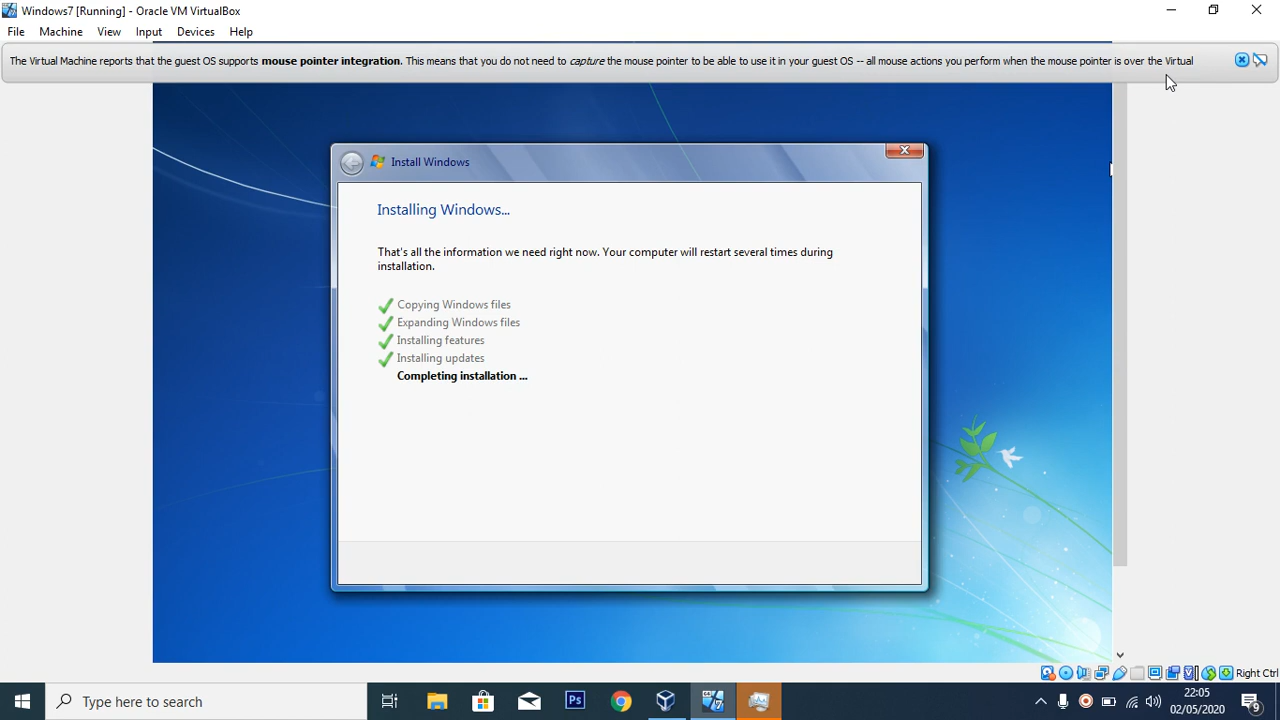 Windows7 [Running] - Oracle VM VirtualBox
File Machine View Input Devices Help
The Virtual Machine reports that the guest OS supports mouse pointer integration. This means that you do not need to capture the mouse pointer to be able to use it in your guest OS -- all mouse actions you perform when the mouse pointer is over the Virtual
Install Windows
Installing Windows...
That's all the information we need right now. Your computer will restart several times during
installation.
Copying Windows files
Expanding Windows files
Installing features
Installing updates
Completing installation ...
Right Ctrl
Type here to search
Ps
22:05
02/05/2020
9